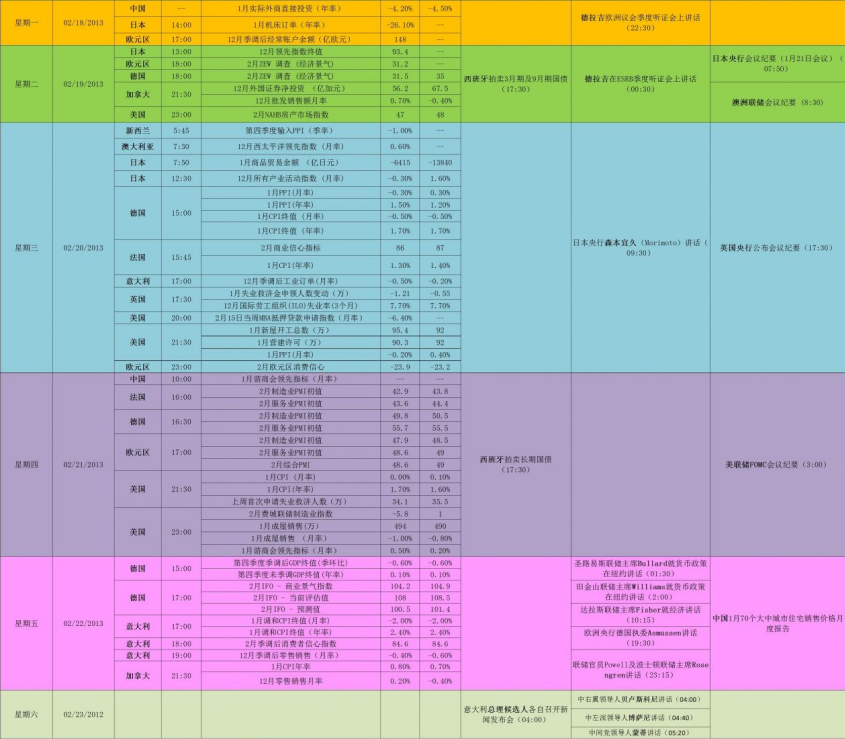 星期一 02/18/2013
中国 -- 1月实际外商直接投资(年率) -4.20% -4.50%
日本 14:00 1月机床订单(年率) -26.10% --
欧元区 17:00 12月季调后经常账户余额(亿欧元) 148 --
德拉吉欧洲议会季度听证会上讲话
(22:30)
星期二 02/19/2013
日本 13:00 12月领先指数终值 93.4 --
欧元区 18:00 2月ZEW 调查(经济景气) 31.2 --
德国 18:00 2月ZEW 调查(经济景气) 31.5 35
加拿大 21:30 12月外国证券净投资 (亿加元) 56.2 67.5
12月批发销售额月率 0.70% -0.40%
美国 23:00 2月NAHB房产市场指数 47 48
西班牙拍卖3月期及9月期国债
(17:30)
德拉吉在ESRB季度听证会上讲话
(00:30)
日本央行会议纪要(1月21日会议)(
07:50)
澳洲联储会议纪要 (8:30)
星期三 02/20/2013
新西兰 5:45 第四季度输入PPI(季率) -1.00% --
澳大利亚 7:30 12月西太平洋领先指数(月率) 0.60% --
日本 7:50 1月商品贸易余额 (亿日元) -6415 -13840
日本 12:30 12月所有产业活动指数(月率) -0.30% 1.60%
德国 15:00 1月PPI(月率) -0.30% 0.30%
1月PPI(年率) 1.50% 1.20%
1月CPI终值 (月率) -0.50% -0.50%
1月CPI终值 (年率) 1.70% 1.70%
法国 15:45 2月商业信心指标 86 87
1月CPI(年率) 1.30% 1.40%
意大利 17:00 12月季调后工业订单(月率) -0.50% -0.20%
英国 17:30 1月失业救济金申领人数变动(万) -1.21 -0.55
12月国际劳工组织(ILO)失业率(3个月) 7.70% 7.70%
美国 20:00 2月15日当周MBA抵押贷款申请指数(月率) -6.40% --
美国 21:30 1月新屋开工总数(万) 95.4 92
1月营建许可(万) 90.3 92
1月PPI(月率) -0.20% 0.40%
欧元区 23:00 2月欧元区消费信心 -23.9 -23.2
日本央行森本宜久(Morimoto)讲话(
09:30)
英国央行公布会议纪要(17:30)
星期四 02/21/2013
中国 10:00 1月谘商会领先指标(月率) -- --
法国 16:00 2月制造业PMI初值 42.9 43.8
2月服务业PMI初值 43.6 44.4
德国 16:30 2月制造业PMI初值 49.8 50.5
2月服务业PMI初值 55.7 55.5
欧元区 17:00 2月制造业PMI初值 47.9 48.5
2月服务业PMI初值 48.6 49
2月综合PMI 48.6 49
美国 21:30 1月CPI (月率) 0.00% 0.10%
1月CPI(年率) 1.70% 1.60%
上周首次申请失业救济人数(万) 34.1 35.5
美国 23:00 2月费城联储制造业指数 -5.8 1
1月成屋销售(万) 494 490
1月成屋销售 (月率) -1.00% -0.80%
1月谘商会领先指标(月率) 0.50% 0.20%
西班牙拍卖长期国债
(17:30)
美联储FOMC会议纪要(3:00)
星期五 02/22/2013
德国 15:00 第四季度季调后GDP终值(季环比) -0.60% -0.60%
第四季度未季调GDP终值(年率) 0.10% 0.10%
德国 17:00 2月IFO - 商业景气指数 104.2 104.9
2月IFO - 当前评估值 108 108.5
2月IFO - 预测值 100.5 101.4
意大利 17:00 1月调和CPI终值(月率) -2.00% -2.00%
1月调和CPI终值 (年率) 2.40% 2.40%
意大利 18:00 2月季调后消费者信心指数 84.6 84.6
意大利 19:00 12月季调后零售销售(月率) -0.40% -0.60%
加拿大 21:30 1月CPI年率 0.80% 0.70%
12月零售销售月率 0.20% -0.40%
圣路易斯联储主席Bullard就货币政策
在纽约讲话(01:30)
旧金山联储主席Williams就货币政策
在纽约讲话(2:00)
达拉斯联储主席Fisher就经济讲话
(10:15)
欧洲央行德国执委Asmussen讲话
(19:30)
联储官员Powell及波士顿联储主席Rose
ngren讲话(23:15)
中国1月70个大中城市住宅销售价格月
度报告
星期六 02/23/2012
意大利总理候选人各自召开新
闻发布会(04:00)
中右翼领导人贝卢斯科尼讲话(04:00)
中左派领导人博萨尼讲话(04:40)
中间党领导人蒙蒂讲话(05:20)